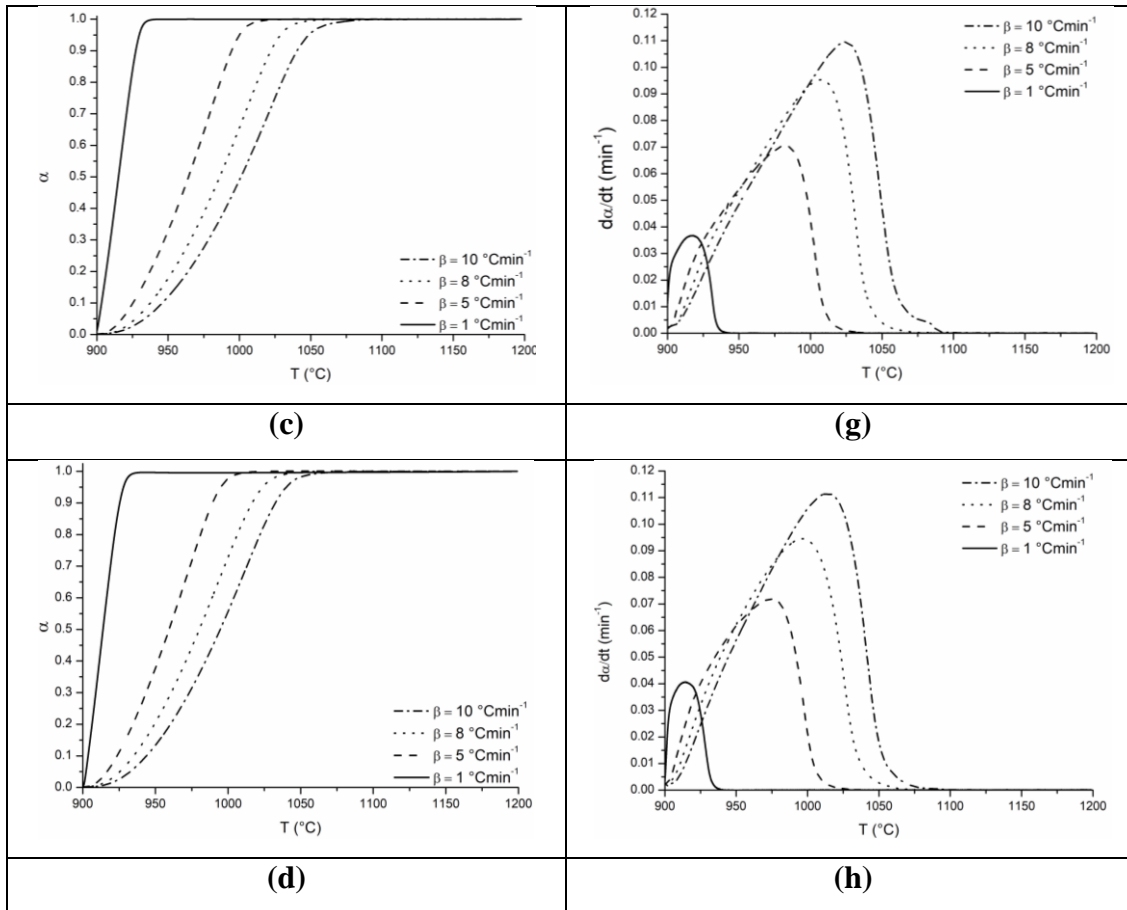 1.0
0.9
0.8
0.7
0.6
0.5
0.4
0.3
0.2
0.1
0.0
α
900 950 1000 1050 1100 1150 1200
T (°C)
β = 10 °Cmin⁻¹
β = 8 °Cmin⁻¹
β = 5 °Cmin⁻¹
β = 1 °Cmin⁻¹
0.12
0.11
0.10
0.09
0.08
0.07
0.06
0.05
0.04
0.03
0.02
0.01
0.00
dα/dt (min⁻¹)
900 950 1000 1050 1100 1150 1200
T (°C)
β = 10 °Cmin⁻¹
β = 8 °Cmin⁻¹
β = 5 °Cmin⁻¹
β = 1 °Cmin⁻¹
(c)
(g)
1.0
0.9
0.8
0.7
0.6
0.5
0.4
0.3
0.2
0.1
0.0
α
900 950 1000 1050 1100 1150 1200
T (°C)
β = 10 °Cmin⁻¹
β = 8 °Cmin⁻¹
β = 5 °Cmin⁻¹
β = 1 °Cmin⁻¹
0.12
0.11
0.10
0.09
0.08
0.07
0.06
0.05
0.04
0.03
0.02
0.01
0.00
dα/dt (min⁻¹)
900 950 1000 1050 1100 1150 1200
T (°C)
β = 10 °Cmin⁻¹
β = 8 °Cmin⁻¹
β = 5 °Cmin⁻¹
β = 1 °Cmin⁻¹
(d)
(h)